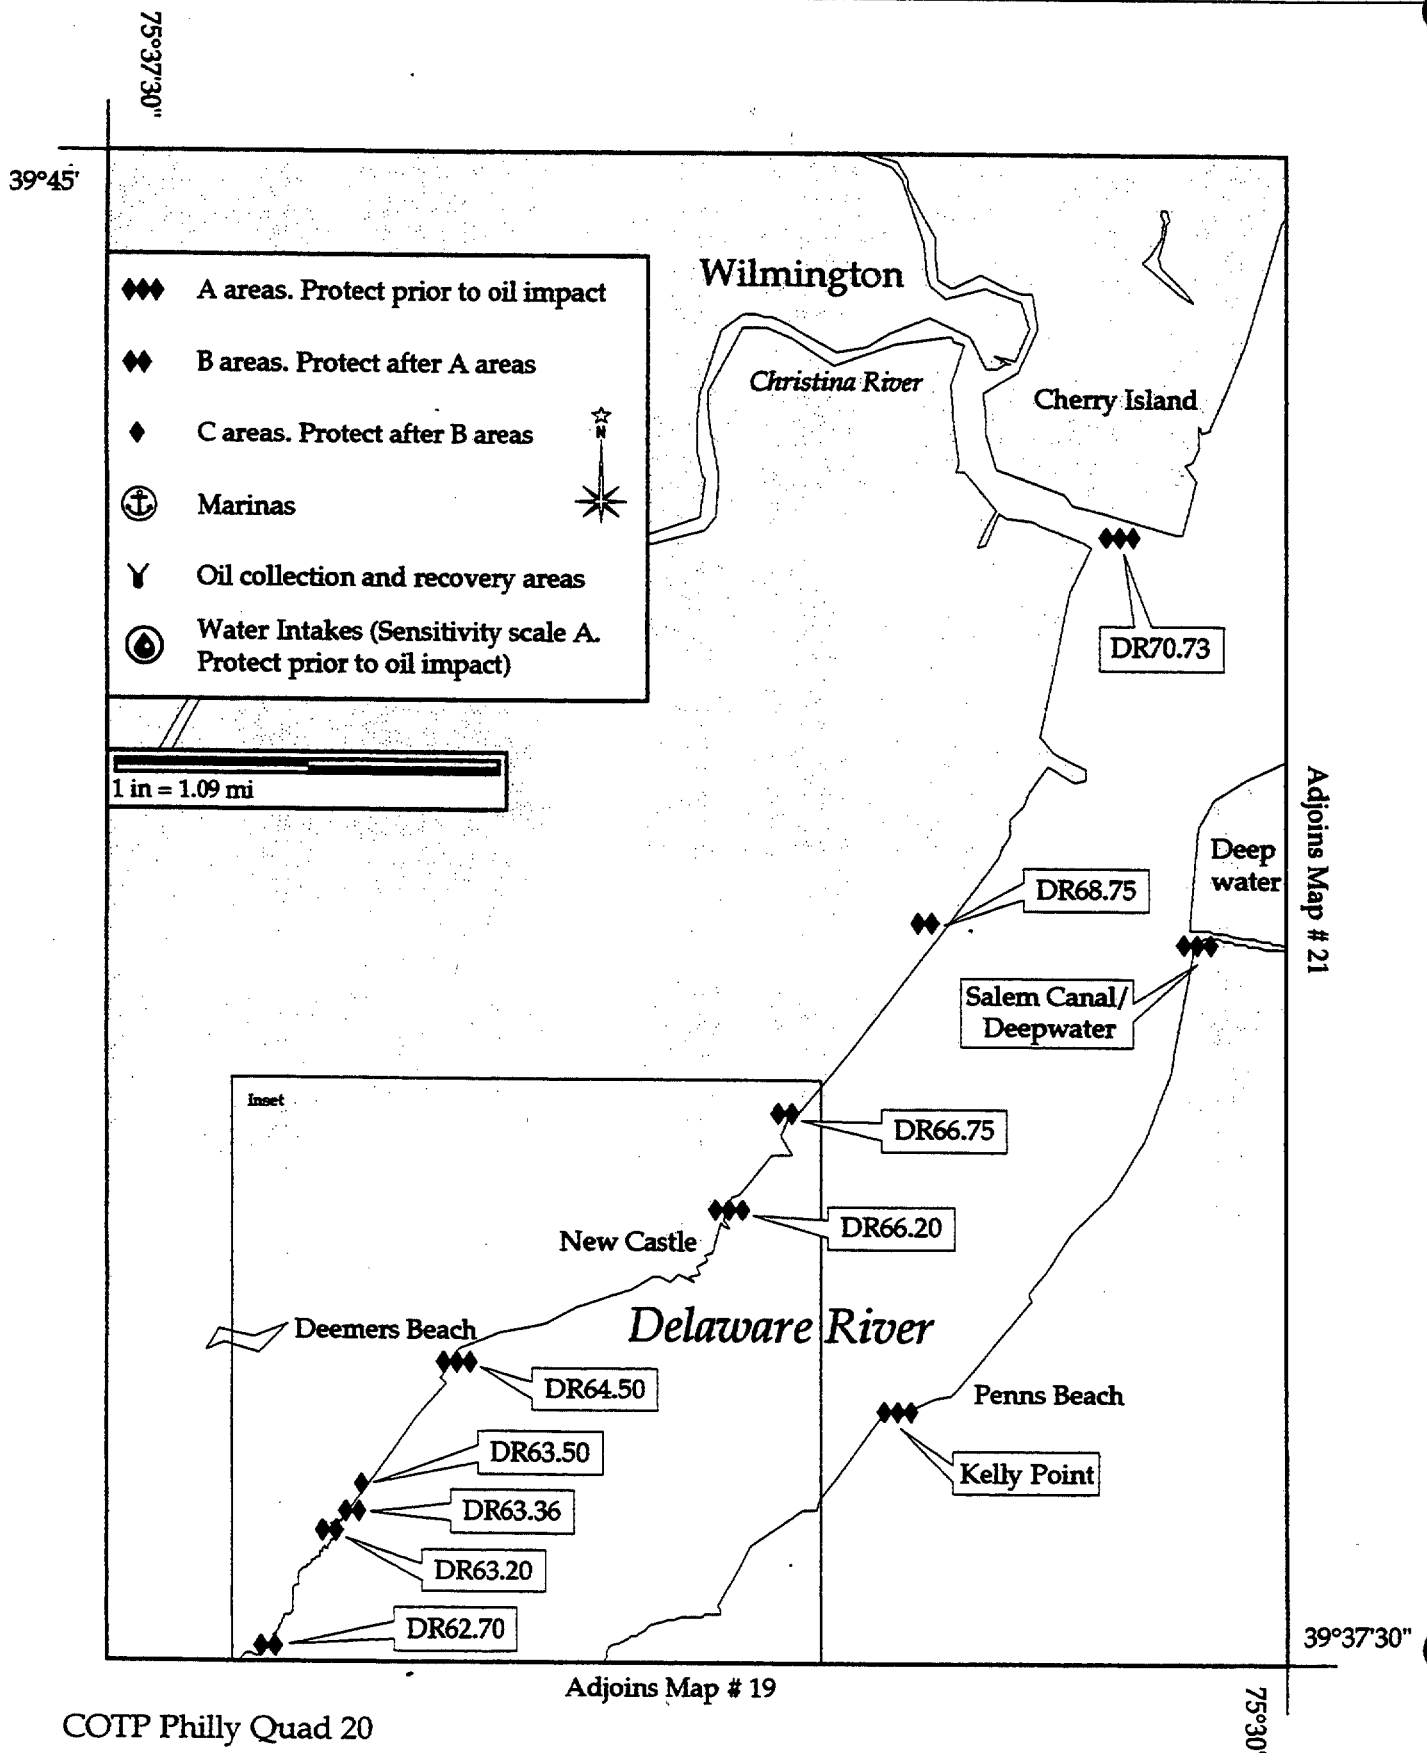 75°37'30"
39°45'
A areas. Protect prior to oil impact
B areas. Protect after A areas
C areas. Protect after B areas
N
Marinas
Oil collection and recovery areas
Water Intakes (Sensitivity scale A.
Protect prior to oil impact)
1 in = 1.09 mi
Wilmington
Christina River
Cherry Island
DR70.73
Adjoins Map # 21
Deep
water
DR68.75
Salem Canal/
Deepwater
Inset
DR66.75
DR66.20
New Castle
Delaware River
Deemers Beach
DR64.50
Penns Beach
DR63.50
Kelly Point
DR63.36
DR63.20
DR62.70
39°37'30"
Adjoins Map # 19
75°30'
COTP Philly Quad 20